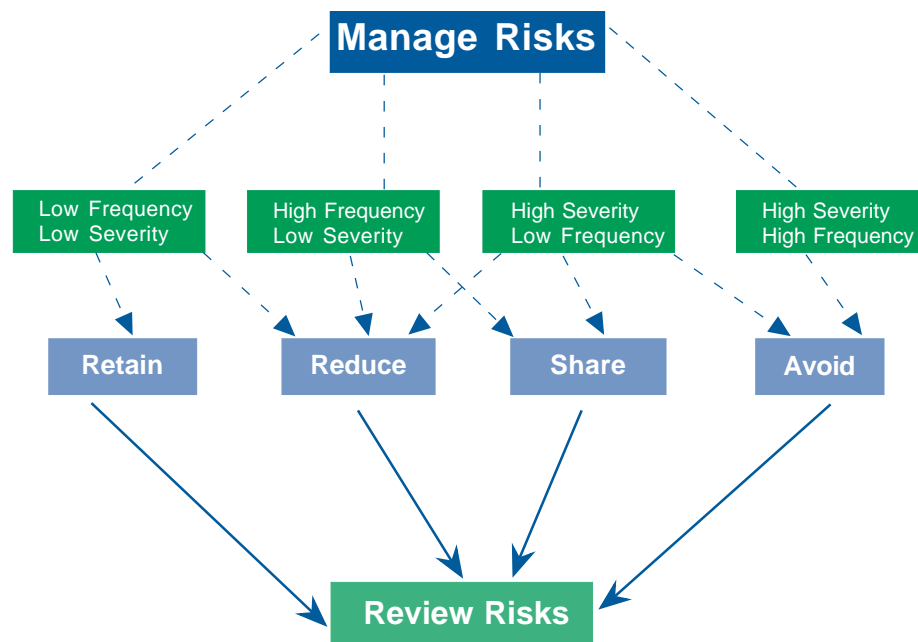 Manage Risks
Low Frequency
Low Severity
High Frequency
Low Severity
High Severity
Low Frequency
High Severity
High Frequency
Retain
Reduce
Share
Avoid
Review Risks